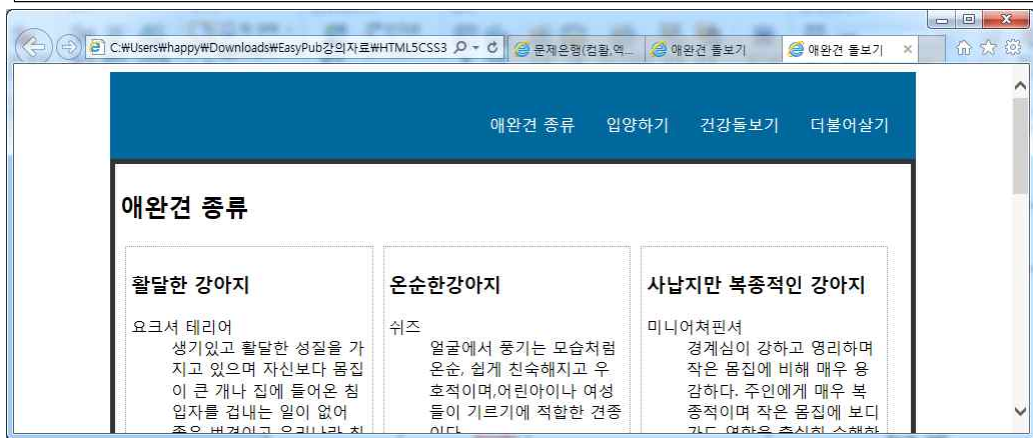 C:₩Users₩happy₩Downloads₩EasyPub강의자료₩HTML5CSS3
문제은행(컨활,엑...
애완견 돌보기
애완견 돌보기
애완견 종류 입양하기 건강돌보기 더불어살기
애완견 종류
활달한 강아지
요크셔 테리어
생기있고 활달한 성질을 가
지고 있으며 자신보다 몸집
이 큰 개나 집에 들어온 침
입자를 겁내는 일이 없어
온순한강아지
쉬즈
얼굴에서 풍기는 모습처럼
온순, 쉽게 친숙해지고 우
호적이며,어린아이나 여성
들이 기르기에 적합한 견종
이다
사납지만 복종적인 강아지
미니어쳐핀셔
경계심이 강하고 영리하며
작은 몸집에 비해 매우 용
감하다. 주인에게 매우 복
종적이며 작은 몸집에 보디